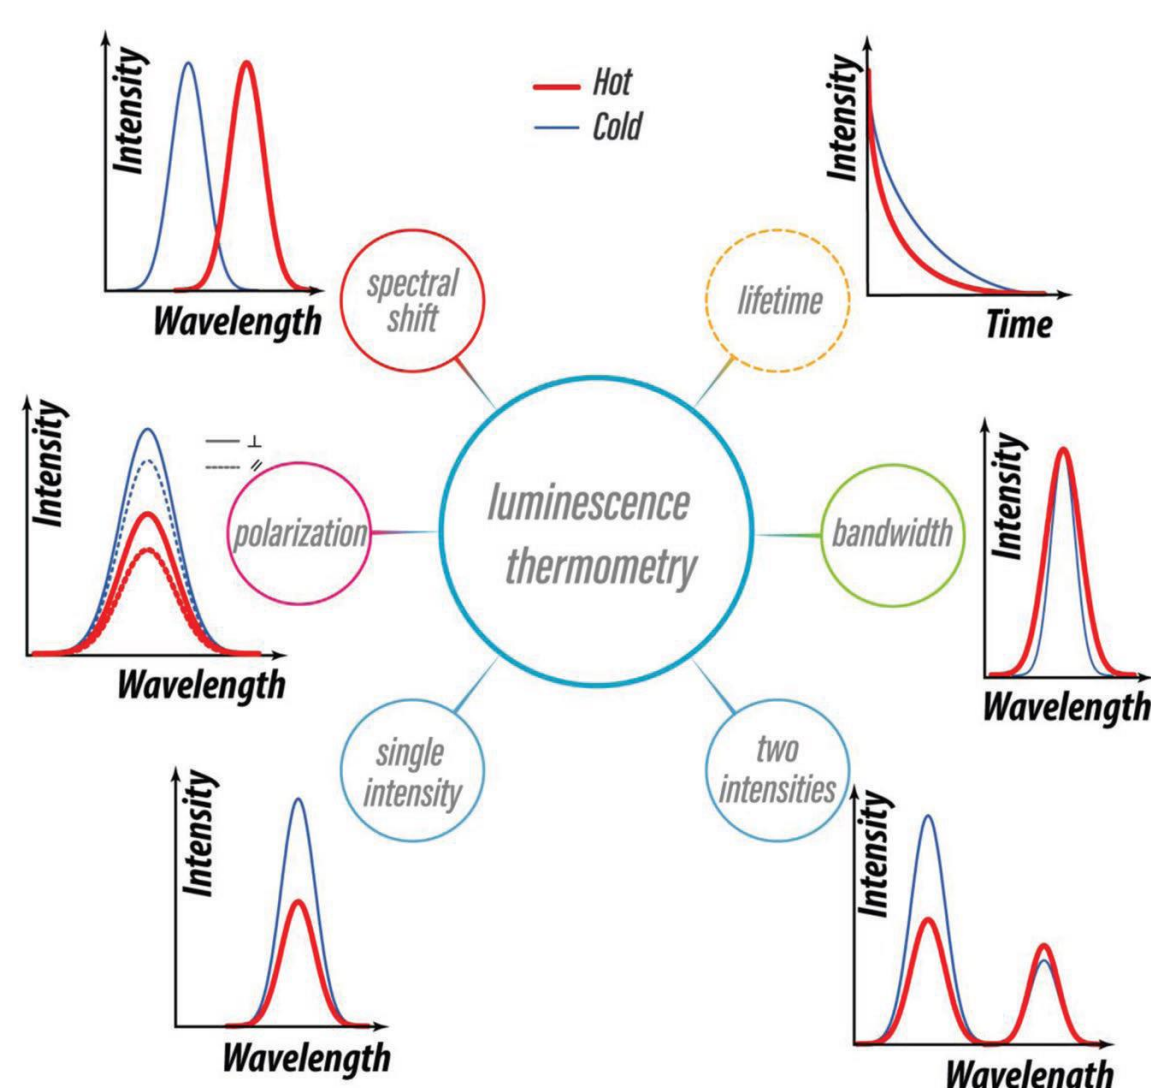 Intensity
Wavelength
Hot
Cold
Intensity
Time
spectral
shift
lifetime
Intensity
Wavelength
⊥
//
polarization
luminescence
thermometry
bandwidth
Intensity
Wavelength
single
intensity
two
intensities
Intensity
Wavelength
Intensity
Wavelength